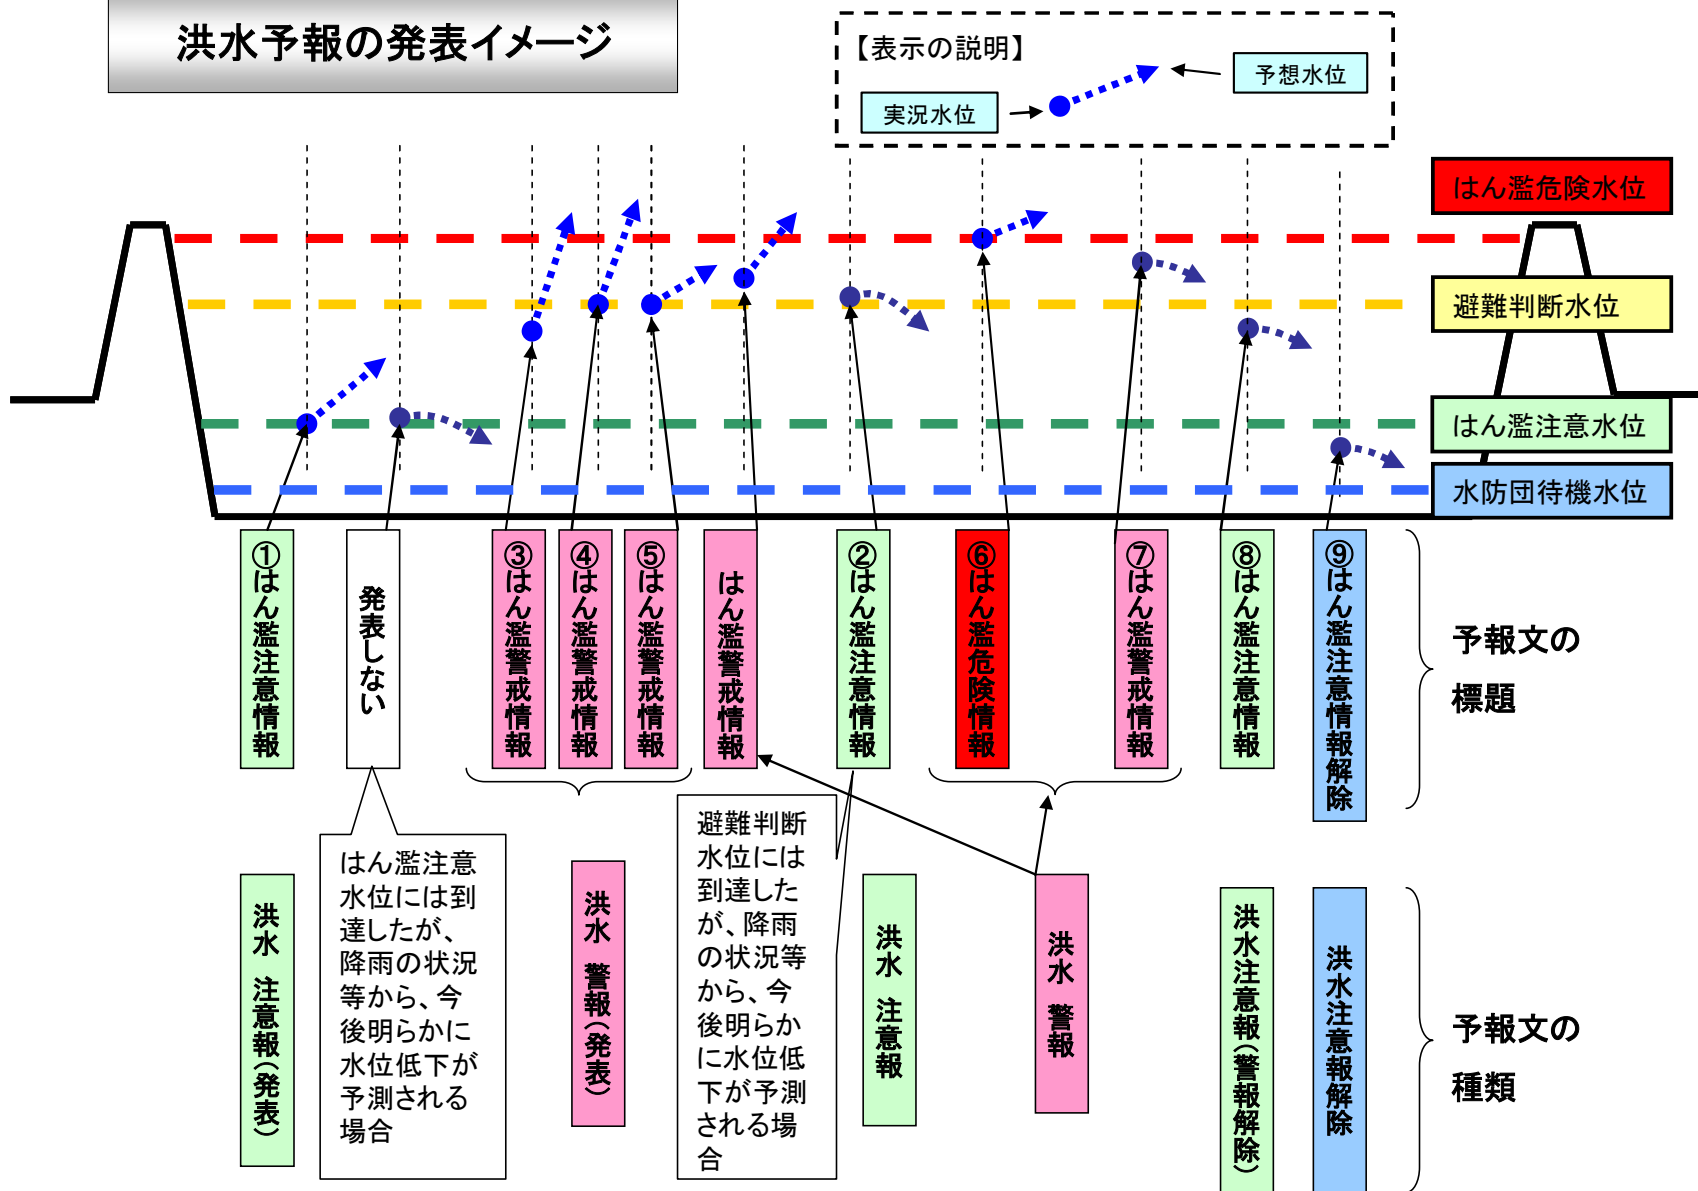 洪水予報の発表イメージ
【表示の説明】
予想水位
実況水位
はん濫危険水位
避難判断水位
はん濫注意水位
水防団待機水位
①はん濫注意情報
発表しない
③はん濫警戒情報
④はん濫警戒情報
⑤はん濫警戒情報
はん濫警戒情報
②はん濫注意情報
⑥はん濫危険情報
⑦はん濫警戒情報
⑧はん濫注意情報
⑨はん濫注意情報解除
予報文の
標題
はん濫注意
水位には到
達したが、
降雨の状況
等から、今
後明らかに
水位低下が
予測される
場合
避難判断
水位には
到達した
が、降雨
の状況等
から、今
後明らか
に水位低
下が予測
される場
合
洪水 注意報(発表)
洪水 警報(発表)
洪水 注意報
洪水 警報
洪水注意報(警報解除)
洪水注意報解除
予報文の
種類